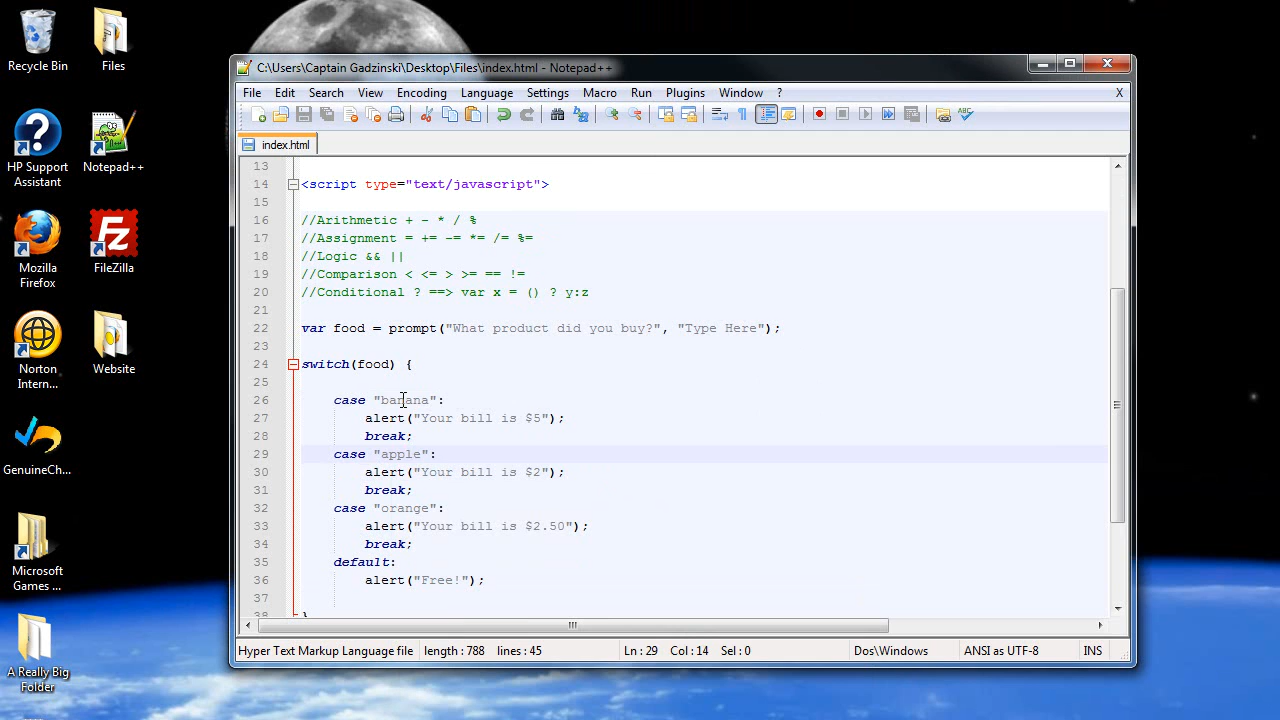 Recycle Bin
Files
HP Support
Assistant
Notepad++
Mozilla
Firefox
FileZilla
Norton
Intern...
Website
GenuineCh...
Microsoft
Games ...
A Really Big
Folder
C:\Users\Captain Gadzinski\Desktop\Files\index.html - Notepad++
File Edit Search View Encoding Language Settings Macro Run Plugins Window ? X
index.html
13
14 <script type="text/javascript">
15
16 //Arithmetic + - * / %
17 //Assignment = += -= *= /= %=
18 //Logic && ||
19 //Comparison < <= > >= == !=
20 //Conditional ? ==> var x = () ? y:z
21
22 var food = prompt("What product did you buy?", "Type Here");
23
24 switch(food) {
25
26 case "banana":
27 alert("Your bill is $5");
28 break;
29 case "apple":
30 alert("Your bill is $2");
31 break;
32 case "orange":
33 alert("Your bill is $2.50");
34 break;
35 default:
36 alert("Free!");
37
38 }
Hyper Text Markup Language file length : 788 lines : 45 Ln : 29 Col : 14 Sel : 0 Dos\Windows ANSI as UTF-8 INS